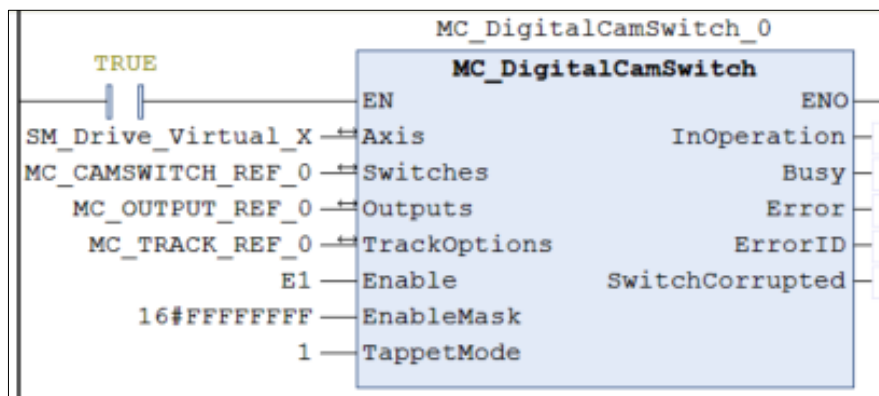 MC_DigitalCamSwitch_0
TRUE
MC_DigitalCamSwitch
EN ENO
SM_Drive_Virtual_X Axis InOperation
MC_CAMSWITCH_REF_0 Switches Busy
MC_OUTPUT_REF_0 Outputs Error
MC_TRACK_REF_0 TrackOptions ErrorID
E1 Enable SwitchCorrupted
16#FFFFFFFF EnableMask
1 TappetMode